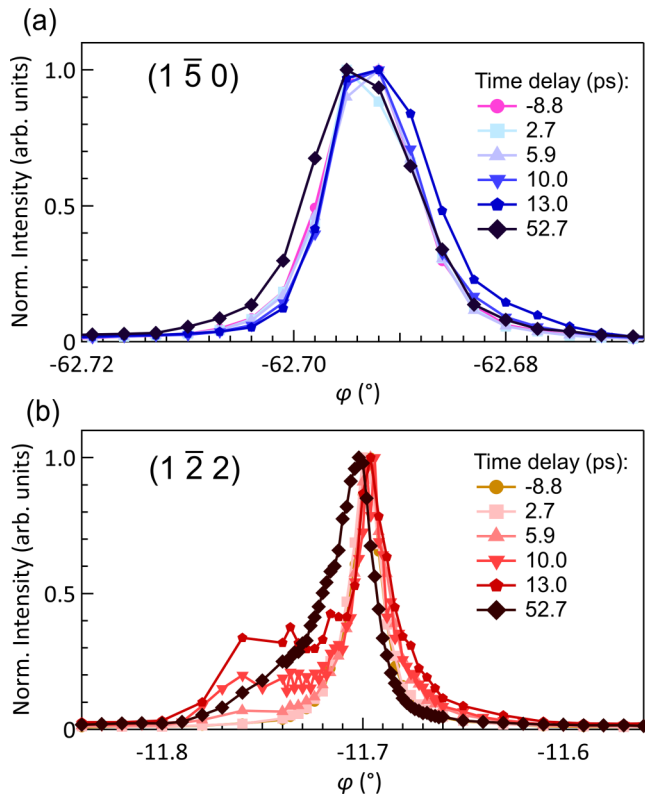 (a)
(1 5̅ 0)
Norm. Intensity (arb. units)
1.0
0.5
0
Time delay (ps):
-8.8
2.7
5.9
10.0
13.0
52.7
-62.72
-62.70
-62.68
φ (°)
(b)
(1 2̅ 2)
Norm. Intensity (arb. units)
1.0
0.5
0
Time delay (ps):
-8.8
2.7
5.9
10.0
13.0
52.7
-11.8
-11.7
-11.6
φ (°)